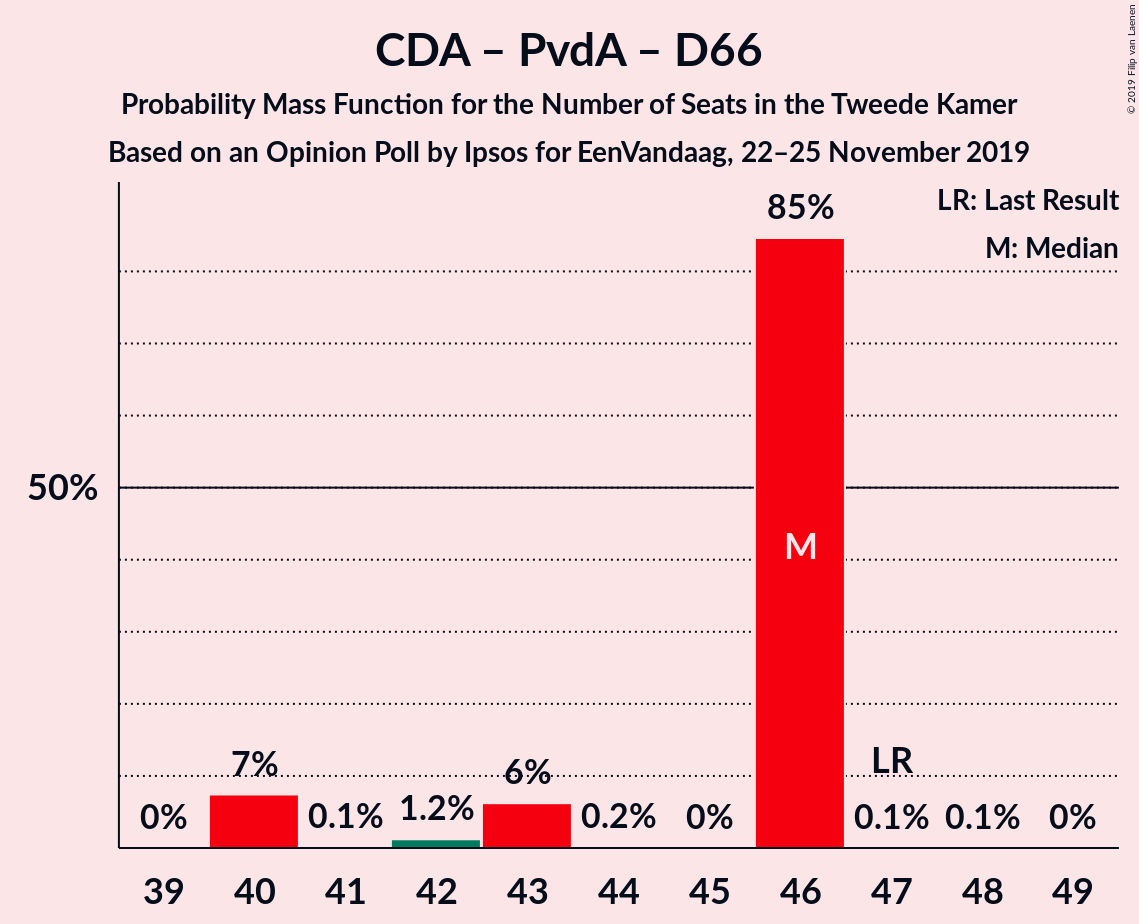 CDA – PvdA – D66
Probability Mass Function for the Number of Seats in the Tweede Kamer
Based on an Opinion Poll by Ipsos for EenVandaag, 22–25 November 2019
© 2019 Filip van Laenen
LR: Last Result
M: Median
85%
50%
M
7%
6%
LR
0%
0.1%
1.2%
0.2%
0%
0.1%
0.1%
0%
39 40 41 42 43 44 45 46 47 48 49